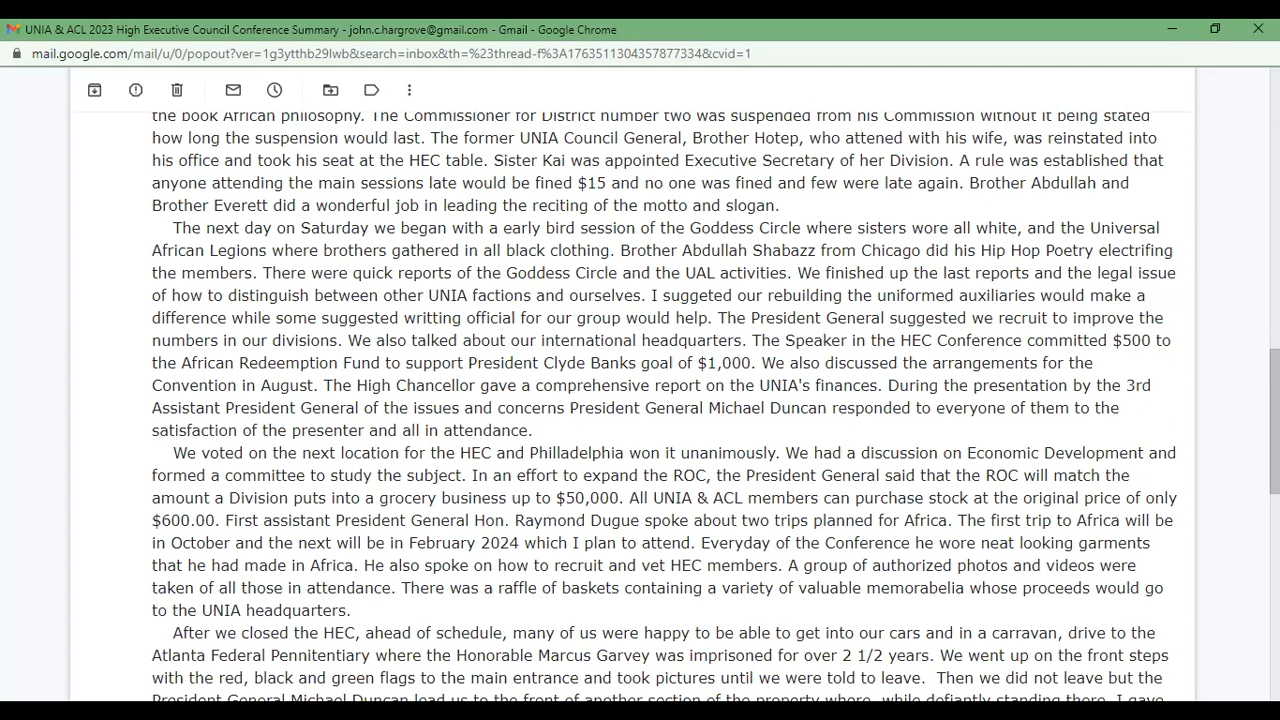 UNIA & ACL 2023 High Executive Council Conference Summary - john.c.hargrove@gmail.com - Gmail - Google Chrome
mail.google.com/mail/u/0/popout?ver=1g3ytthb29lwb&search=inbox&th=%23thread-f%3A1763511304357877334&cvid=1
the book African philosophy. The Commissioner for District number two was suspended from his Commission without it being stated
how long the suspension would last. The former UNIA Council General, Brother Hotep, who attened with his wife, was reinstated into
his office and took his seat at the HEC table. Sister Kai was appointed Executive Secretary of her Division. A rule was established that
anyone attending the main sessions late would be fined $15 and no one was fined and few were late again. Brother Abdullah and
Brother Everett did a wonderful job in leading the reciting of the motto and slogan.
The next day on Saturday we began with a early bird session of the Goddess Circle where sisters wore all white, and the Universal
African Legions where brothers gathered in all black clothing. Brother Abdullah Shabazz from Chicago did his Hip Hop Poetry electrifing
the members. There were quick reports of the Goddess Circle and the UAL activities. We finished up the last reports and the legal issue
of how to distinguish between other UNIA factions and ourselves. I suggeted our rebuilding the uniformed auxiliaries would make a
difference while some suggested writting official for our group would help. The President General suggested we recruit to improve the
numbers in our divisions. We also talked about our international headquarters. The Speaker in the HEC Conference committed $500 to
the African Redemption Fund to support President Clyde Banks goal of $1,000. We also discussed the arrangements for the
Convention in August. The High Chancellor gave a comprehensive report on the UNIA's finances. During the presentation by the 3rd
Assistant President General of the issues and concerns President General Michael Duncan responded to everyone of them to the
satisfaction of the presenter and all in attendance.
We voted on the next location for the HEC and Philadelphia won it unanimously. We had a discussion on Economic Development and
formed a committee to study the subject. In an effort to expand the ROC, the President General said that the ROC will match the
amount a Division puts into a grocery business up to $50,000. All UNIA & ACL members can purchase stock at the original price of only
$600.00. First assistant President General Hon. Raymond Dugue spoke about two trips planned for Africa. The first trip to Africa will be
in October and the next will be in February 2024 which I plan to attend. Everyday of the Conference he wore neat looking garments
that he had made in Africa. He also spoke on how to recruit and vet HEC members. A group of authorized photos and videos were
taken of all those in attendance. There was a raffle of baskets containing a variety of valuable memorabelia whose proceeds would go
to the UNIA headquarters.
After we closed the HEC, ahead of schedule, many of us were happy to be able to get into our cars and in a carravan, drive to the
Atlanta Federal Pennitentiary where the Honorable Marcus Garvey was imprisoned for over 2 1/2 years. We went up on the front steps
with the red, black and green flags to the main entrance and took pictures until we were told to leave. Then we did not leave but the
President General Michael Duncan lead us to the front of another section of the property where, while defiantly standing there, I gave